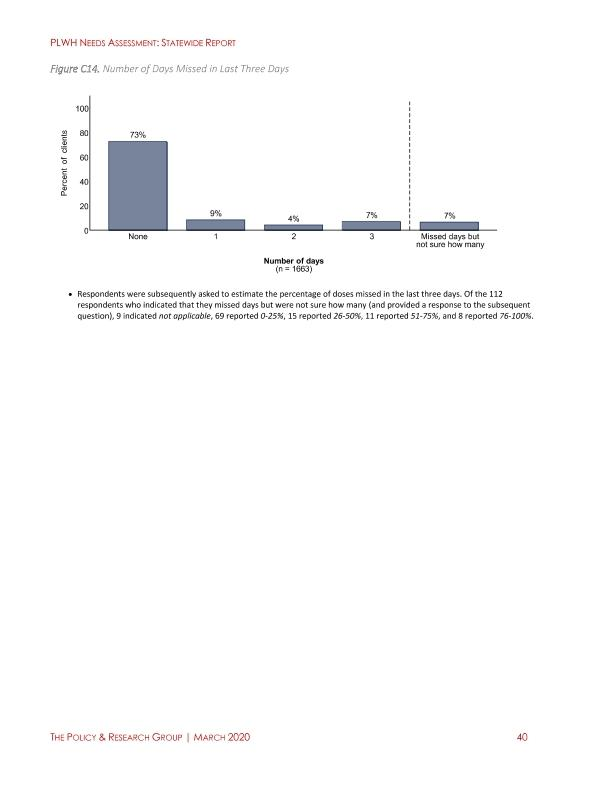 PLWH NEEDS ASSESSMENT: STATEWIDE REPORT
Figure C14. Number of Days Missed in Last Three Days
100
80
60
40
20
0
Percent of clients
73%
9%
4%
7%
7%
None
1
2
3
Missed days but
not sure how many
Number of days
(n = 1663)
• Respondents were subsequently asked to estimate the percentage of doses missed in the last three days. Of the 112
respondents who indicated that they missed days but were not sure how many (and provided a response to the subsequent
question), 9 indicated not applicable, 69 reported 0-25%, 15 reported 26-50%, 11 reported 51-75%, and 8 reported 76-100%.
THE POLICY & RESEARCH GROUP | MARCH 2020
40